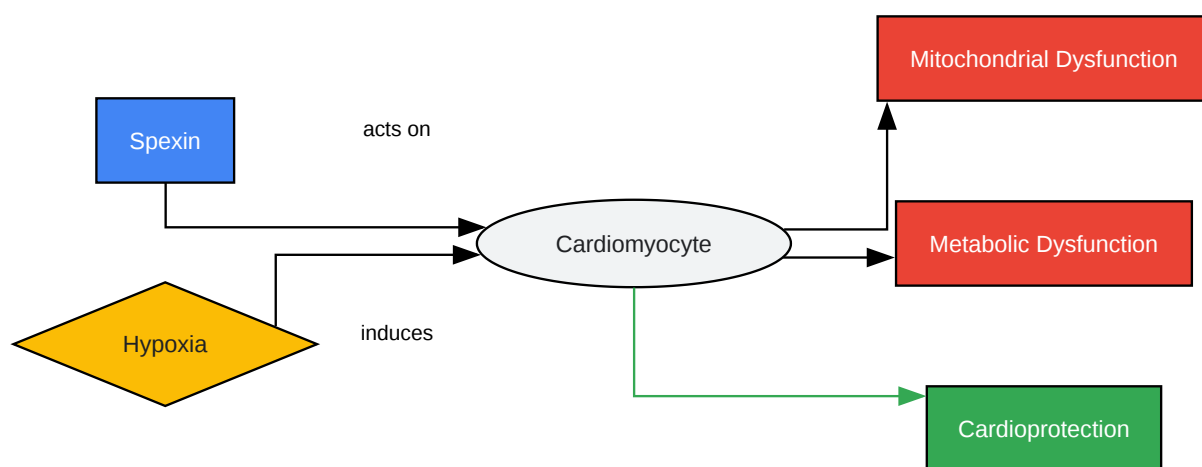 Mitochondrial Dysfunction
Spexin
acts on
Cardiomyocyte
Metabolic Dysfunction
induces
Hypoxia
Cardioprotection